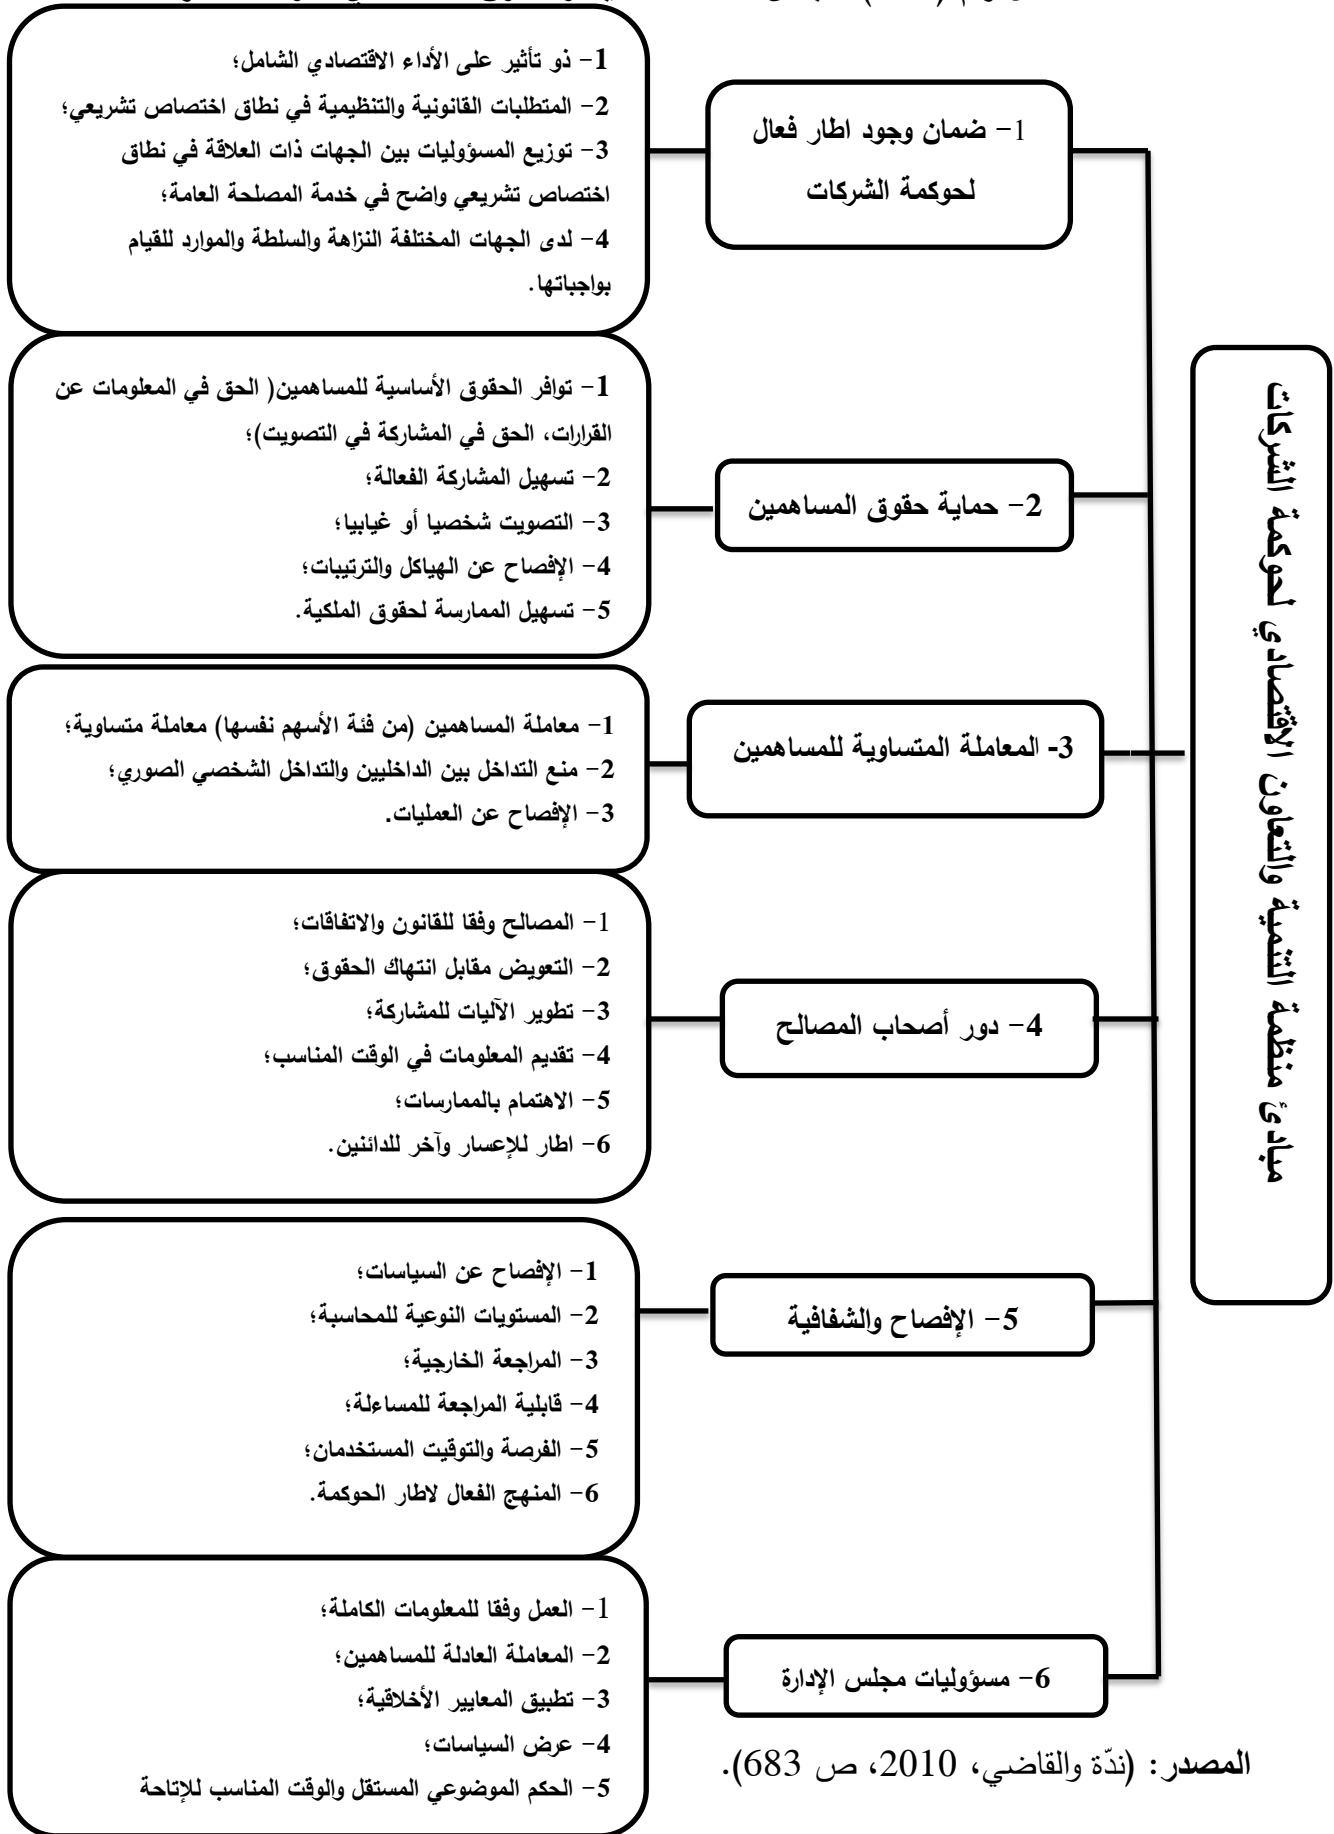 مبادئ منظمة التنمية والتعاون الاقتصادي لحوكمة الشركات
1- ضمان وجود اطار فعال
لحوكمة الشركات
1- ذو تأثير على الأداء الاقتصادي الشامل؛
2- المتطلبات القانونية والتنظيمية في نطاق اختصاص تشريعي؛
3- توزيع المسؤوليات بين الجهات ذات العلاقة في نطاق
اختصاص تشريعي واضح في خدمة المصلحة العامة؛
4- لدى الجهات المختلفة النزاهة والسلطة والموارد للقيام
بواجباتها.
2- حماية حقوق المساهمين
1- توافر الحقوق الأساسية للمساهمين( الحق في المعلومات عن
القرارات، الحق في المشاركة في التصويت)؛
2- تسهيل المشاركة الفعالة؛
3- التصويت شخصيا أو غيابيا؛
4- الإفصاح عن الهياكل والترتيبات؛
5- تسهيل الممارسة لحقوق الملكية.
3- المعاملة المتساوية للمساهمين
1- معاملة المساهمين (من فئة الأسهم نفسها) معاملة متساوية؛
2- منع التداخل بين الداخليين والتداخل الشخصي الصوري؛
3- الإفصاح عن العمليات.
4- دور أصحاب المصالح
1- المصالح وفقا للقانون والاتفاقات؛
2- التعويض مقابل انتهاك الحقوق؛
3- تطوير الآليات للمشاركة؛
4- تقديم المعلومات في الوقت المناسب؛
5- الاهتمام بالممارسات؛
6- اطار للإعسار وآخر للدائنين.
5- الإفصاح والشفافية
1- الإفصاح عن السياسات؛
2- المستويات النوعية للمحاسبة؛
3- المراجعة الخارجية؛
4- قابلية المراجعة للمساءلة؛
5- الفرصة والتوقيت المستخدمان؛
6- المنهج الفعال لاطار الحوكمة.
6- مسؤوليات مجلس الإدارة
1- العمل وفقا للمعلومات الكاملة؛
2- المعاملة العادلة للمساهمين؛
3- تطبيق المعايير الأخلاقية؛
4- عرض السياسات؛
5- الحكم الموضوعي المستقل والوقت المناسب للإتاحة
المصدر: (ندّة والقاضي، 2010، ص 683).